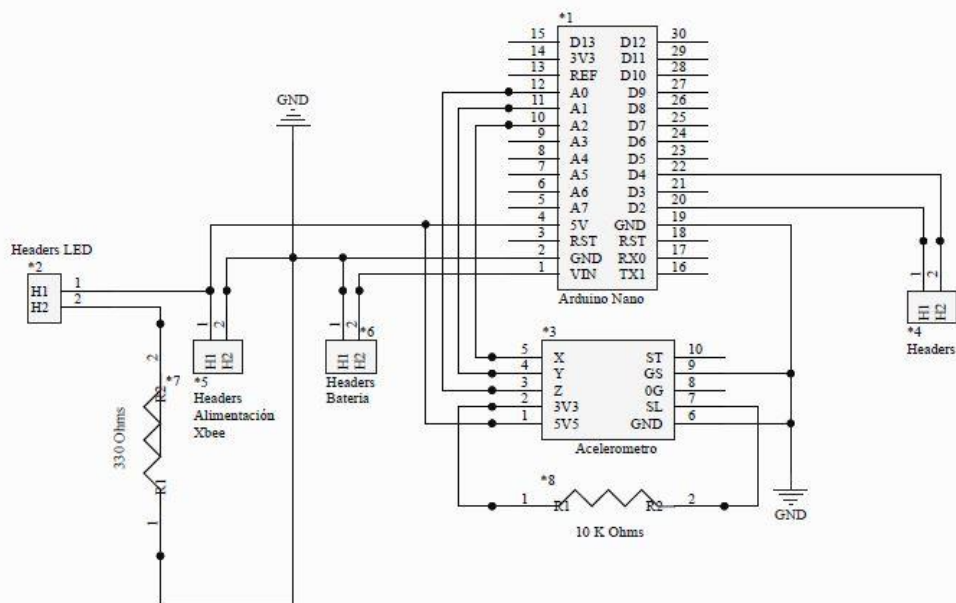 *1
15 D13 D12 30
14 3V3 D11 29
13 REF D10 28
12 A0 D9 27
11 A1 D8 26
10 A2 D7 25
9 A3 D6 24
8 A4 D5 23
7 A5 D4 22
6 A6 D3 21
5 A7 D2 20
4 5V GND 19
3 RST RST 18
2 GND RX0 17
1 VIN TX1 16
Arduino Nano
GND
Headers LED
*2
H1 1
H2 2
1 2
H1 H2
*5
Headers
Alimentación
Xbee
1 2
*6
H1 H2
Headers
Bateria
1 2
H1 H2
*4
Headers
*3
5 X ST 10
4 Y GS 9
3 Z 0G 8
2 3V3 SL 7
1 5V5 GND 6
Acelerometro
*8
1 R1 R2 2
10 K Ohms
GND
2
*7
R2
330 Ohms
R1
1